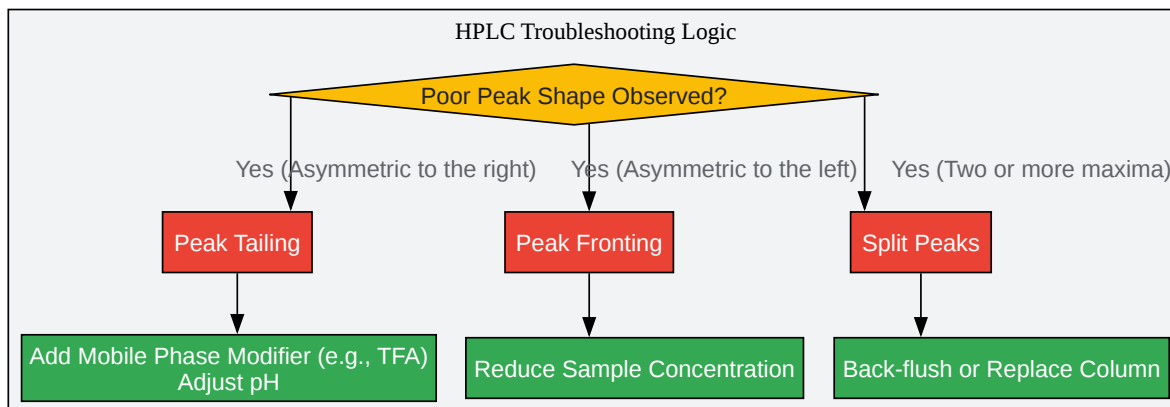 HPLC Troubleshooting Logic
Poor Peak Shape Observed?
Yes (Asymmetric to the right)
Yes (Asymmetric to the left)
Yes (Two or more maxima)
Peak Tailing
Peak Fronting
Split Peaks
Add Mobile Phase Modifier (e.g., TFA)
Adjust pH
Reduce Sample Concentration
Back-flush or Replace Column